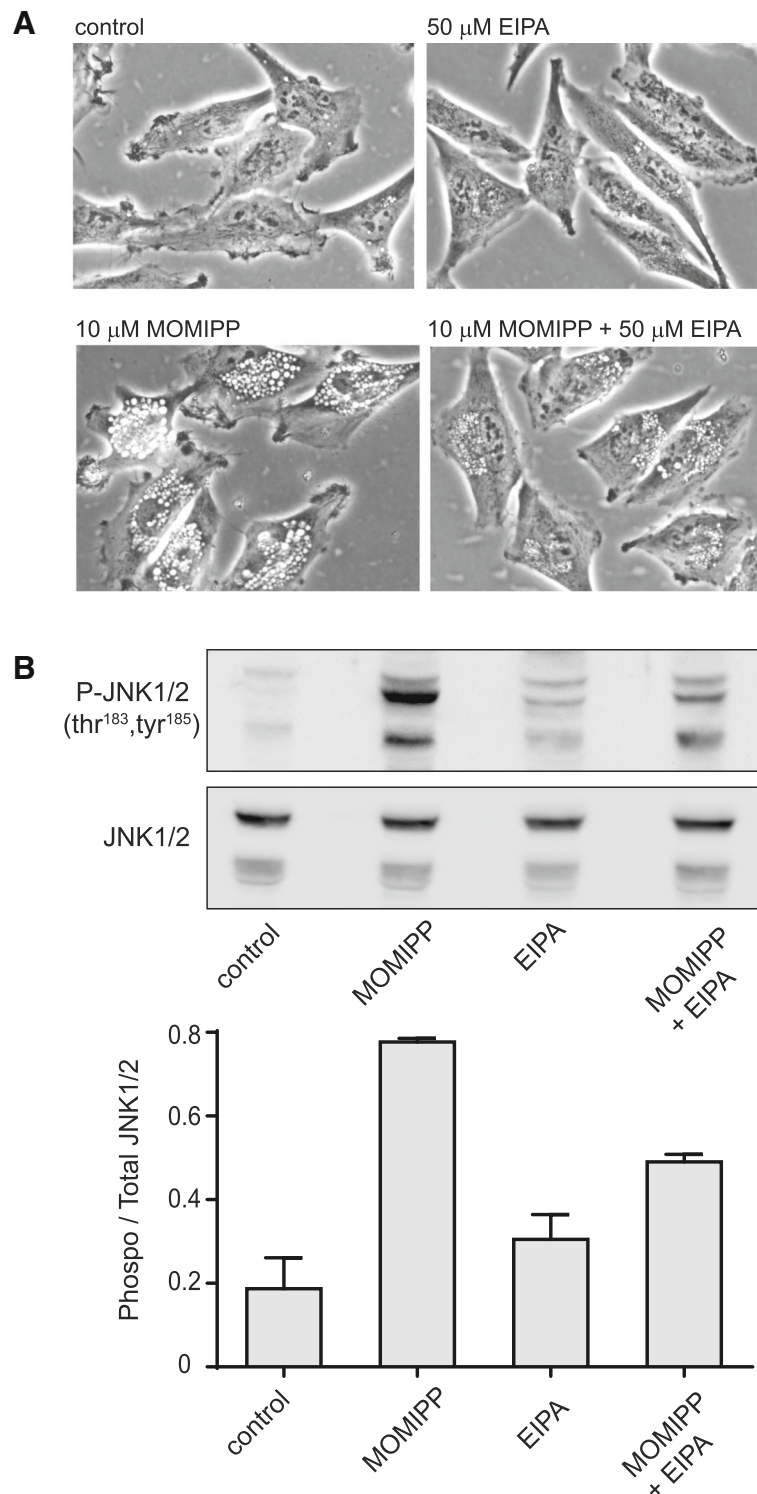 A
control
50 μM EIPA
10 μM MOMIPP
10 μM MOMIPP + 50 μM EIPA
B
P-JNK1/2
(thr183,tyr185)
JNK1/2
control
MOMIPP
EIPA
MOMIPP
+ EIPA
Phospo / Total JNK1/2
0.8
0.6
0.4
0.2
0
control
MOMIPP
EIPA
MOMIPP
+ EIPA